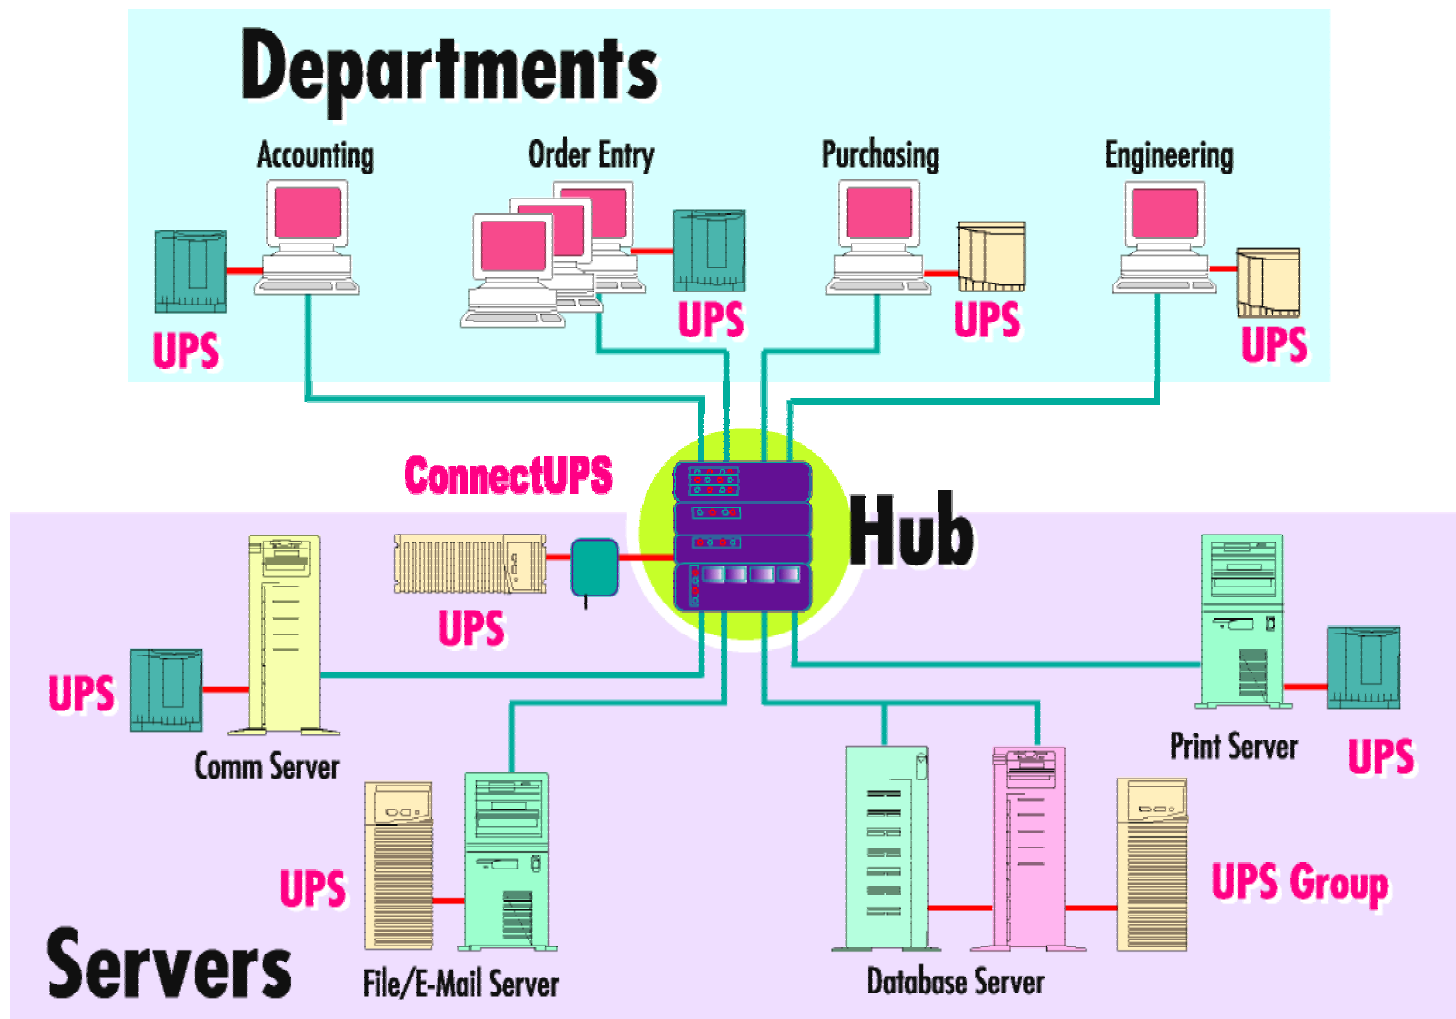 Departments
Accounting
Order Entry
Purchasing
Engineering
UPS
UPS
UPS
UPS
ConnectUPS
Hub
UPS
UPS
Comm Server
Print Server
UPS
UPS
UPS Group
Servers
File/E-Mail Server
Database Server